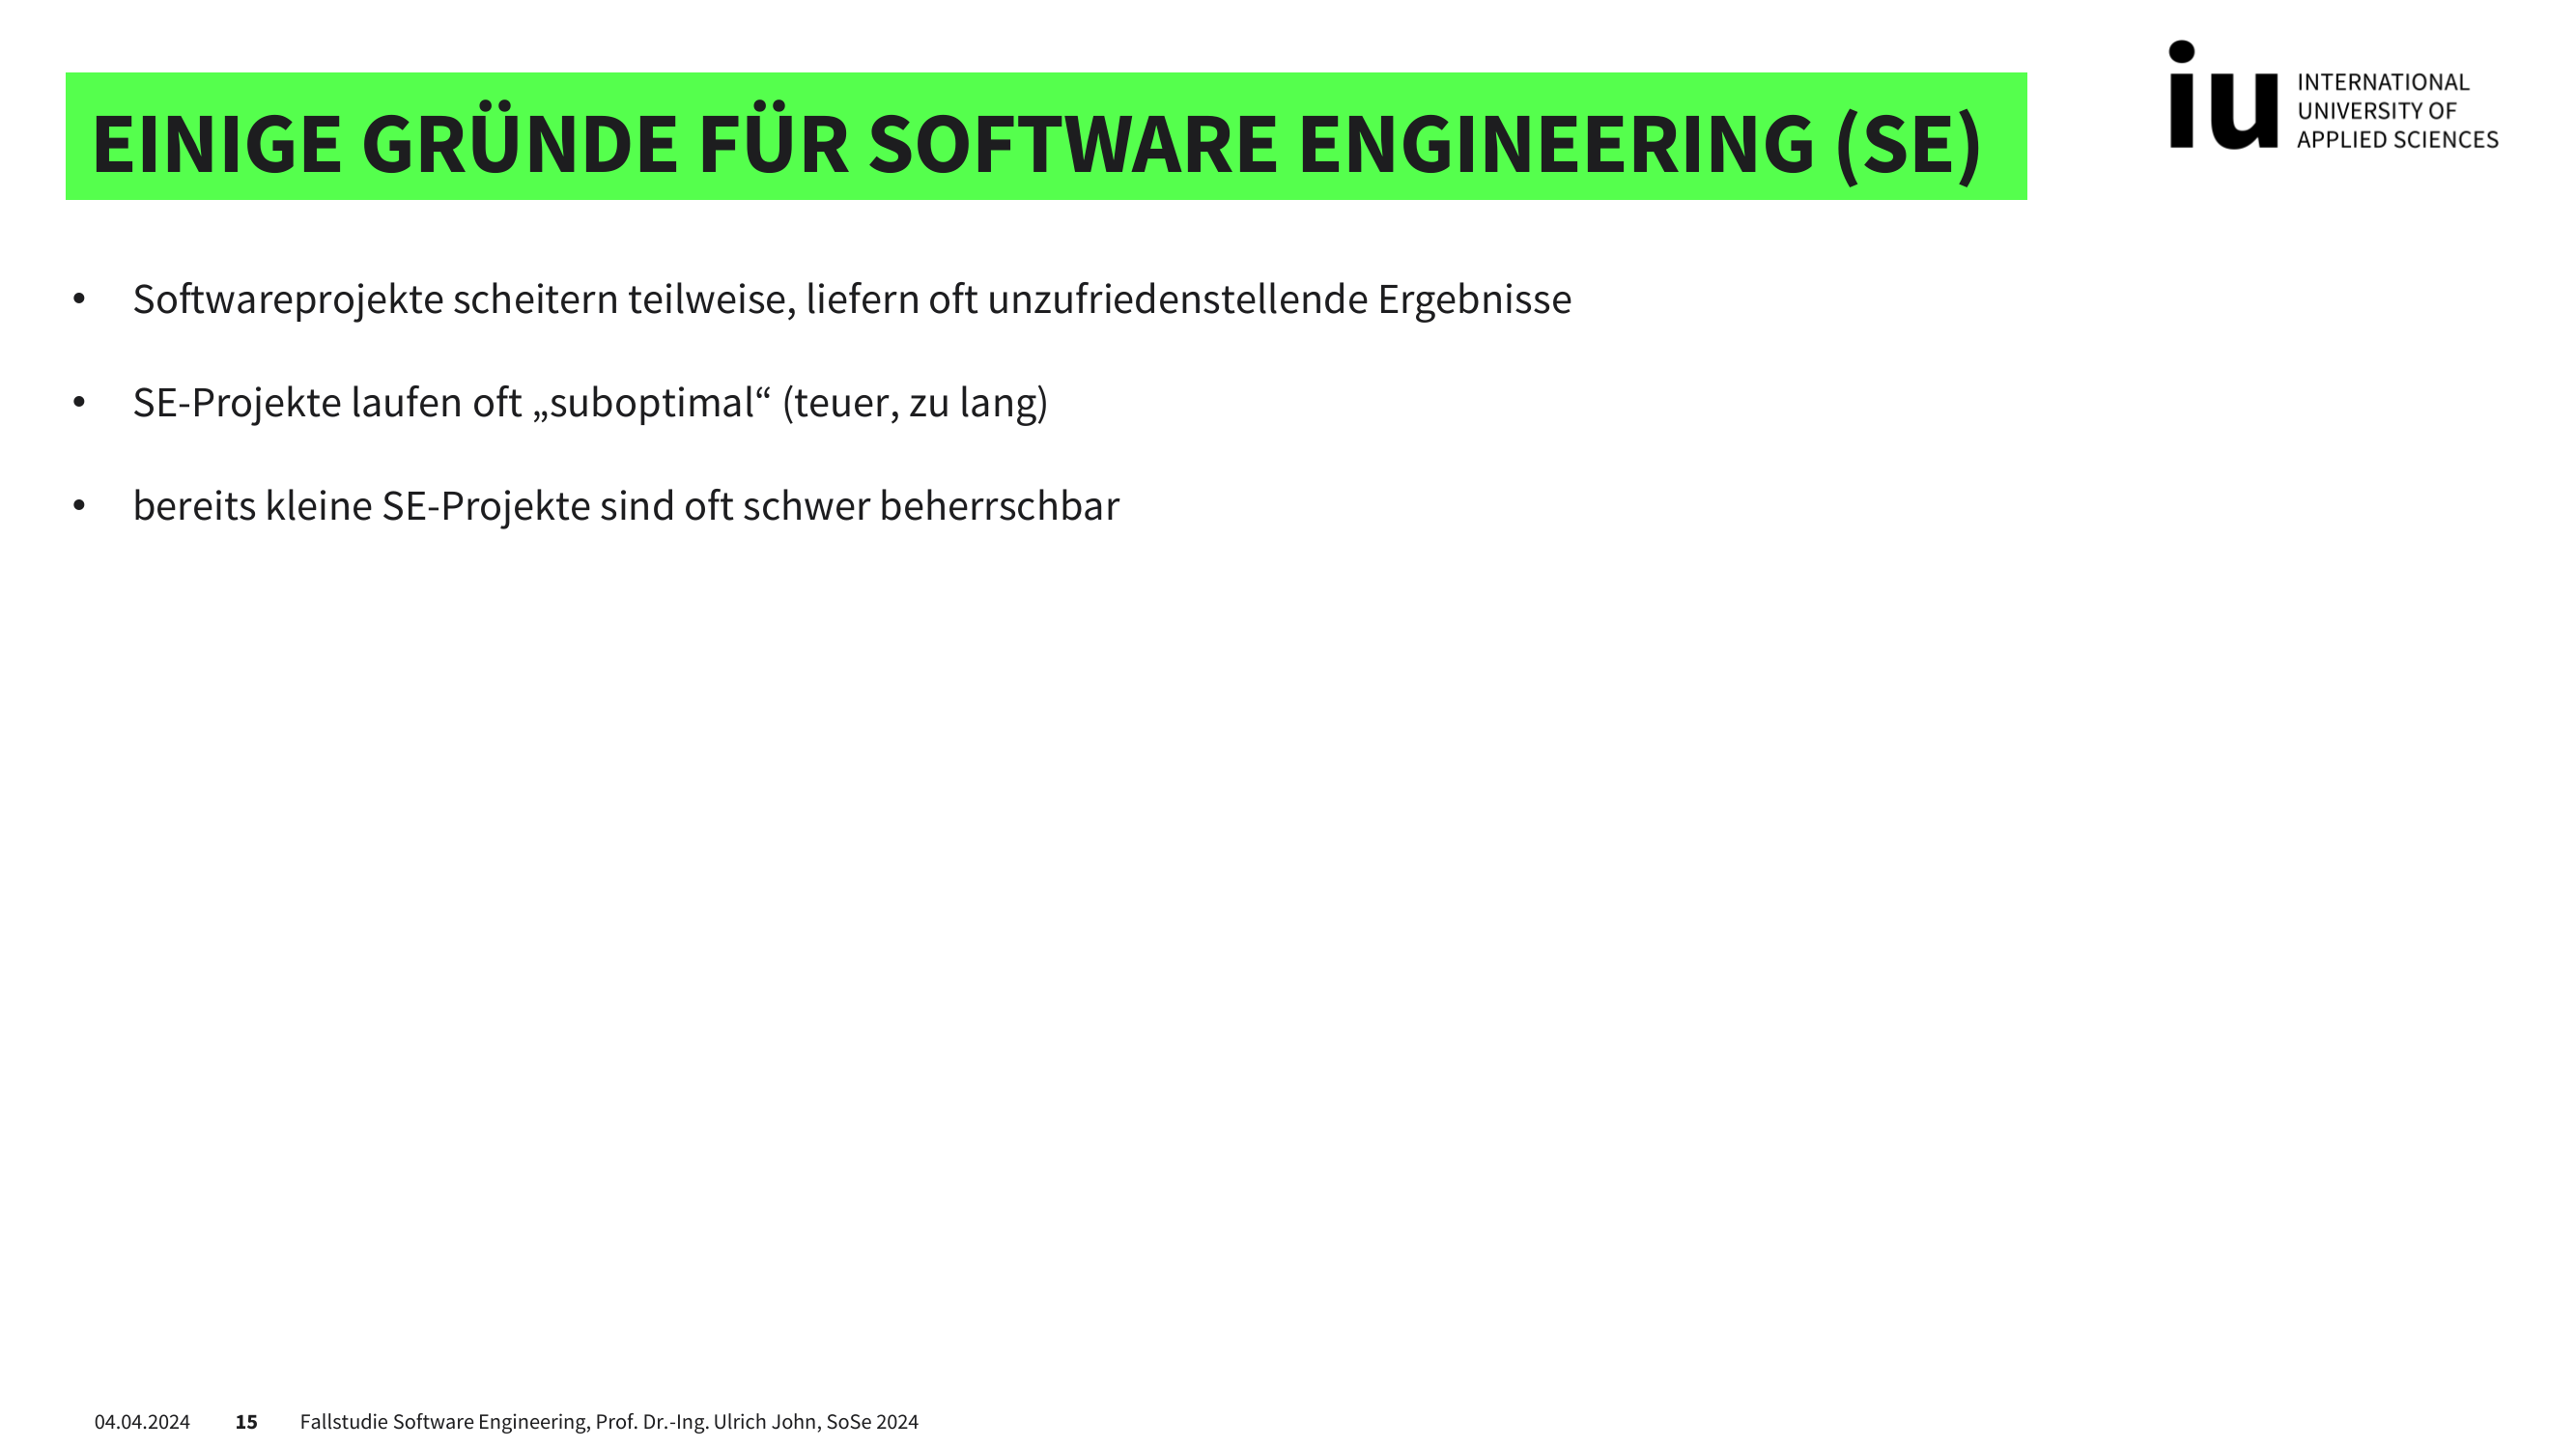 EINIGE GRÜNDE FÜR SOFTWARE ENGINEERING (SE)
iu
INTERNATIONAL
UNIVERSITY OF
APPLIED SCIENCES
• Softwareprojekte scheitern teilweise, liefern oft unzufriedenstellende Ergebnisse
• SE-Projekte laufen oft „suboptimal“ (teuer, zu lang)
• bereits kleine SE-Projekte sind oft schwer beherrschbar
04.04.2024 15 Fallstudie Software Engineering, Prof. Dr.-Ing. Ulrich John, SoSe 2024